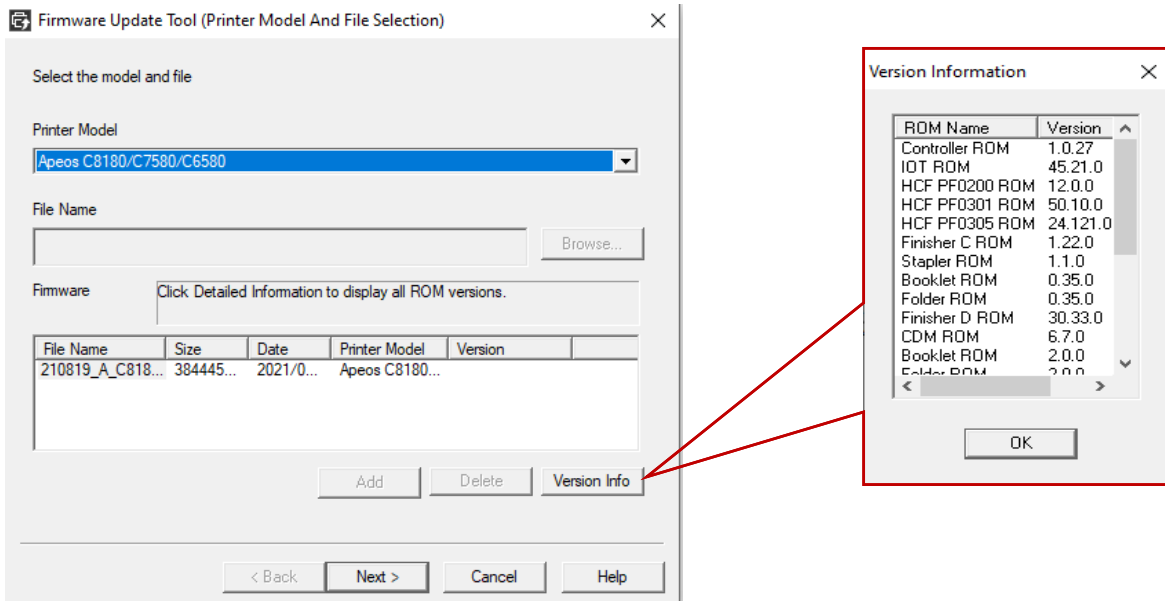 Firmware Update Tool (Printer Model And File Selection)
Select the model and file
Printer Model
Apeos C8180/C7580/C6580
File Name
Browse...
Firmware
Click Detailed Information to display all ROM versions.
File Name Size Date Printer Model Version
210819_A_C818... 384445... 2021/0... Apeos C8180...
Add Delete Version Info
< Back Next > Cancel Help
Version Information
ROM Name Version
Controller ROM 1.0.27
IOT ROM 45.21.0
HCF PF0200 ROM 12.0.0
HCF PF0301 ROM 50.10.0
HCF PF0305 ROM 24.121.0
Finisher C ROM 1.22.0
Stapler ROM 1.1.0
Booklet ROM 0.35.0
Folder ROM 0.35.0
Finisher D ROM 30.33.0
CDM ROM 6.7.0
Booklet ROM 2.0.0
Folder ROM 2.0.0
OK